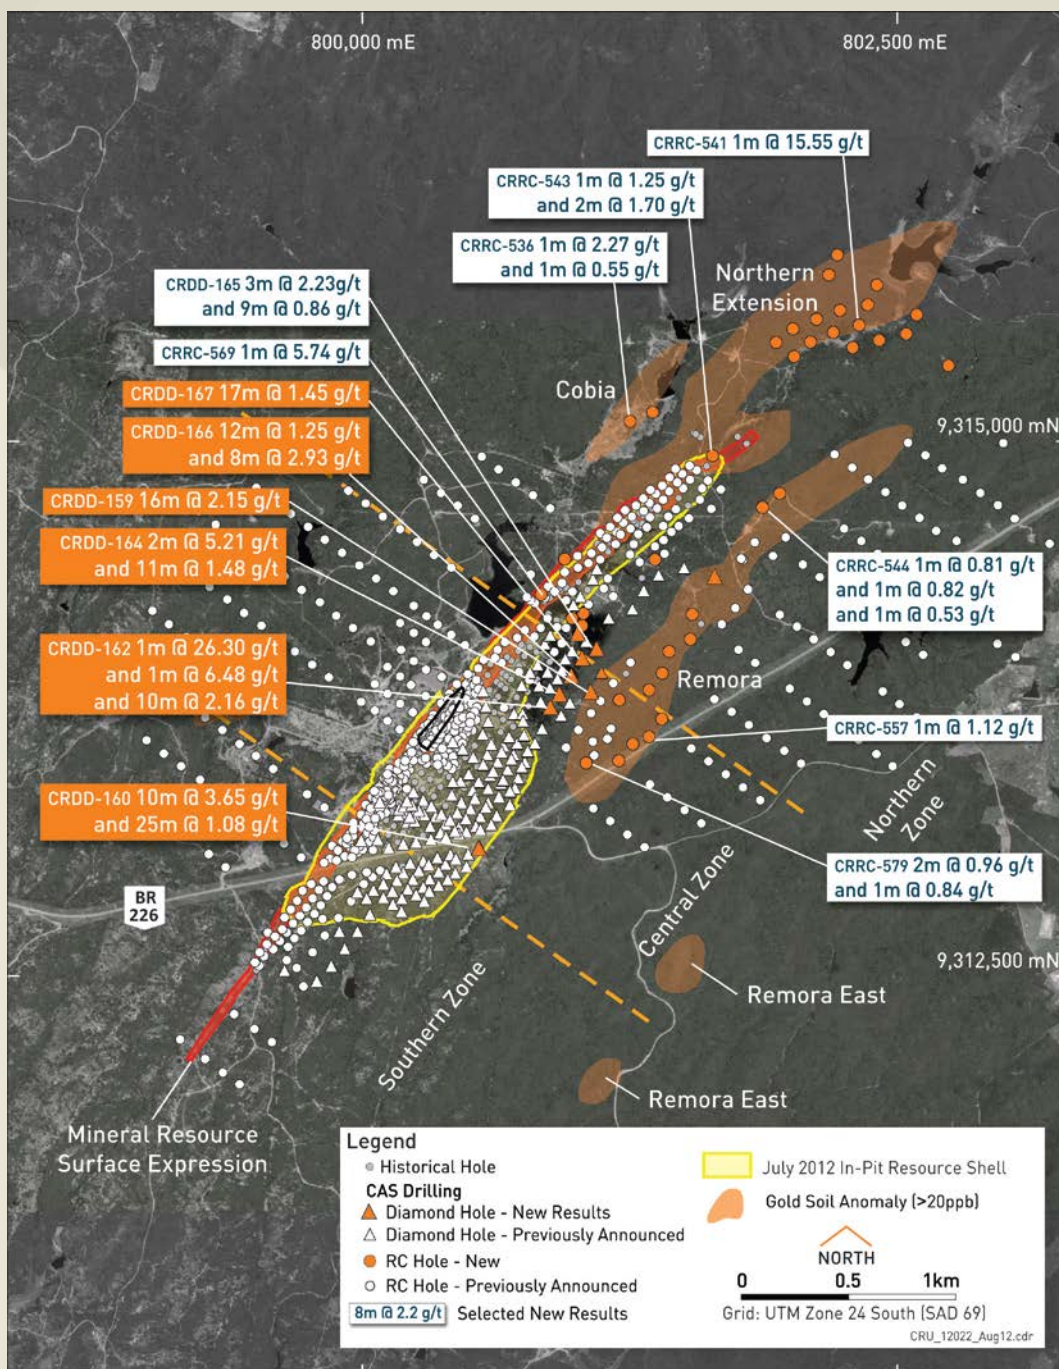 800,000 mE
802,500 mE
CRRC-541 1m @ 15.55 g/t
CRRC-543 1m @ 1.25 g/t
and 2m @ 1.70 g/t
CRRC-536 1m @ 2.27 g/t
and 1m @ 0.55 g/t
Northern
Extension
CRDD-165 3m @ 2.23g/t
and 9m @ 0.86 g/t
CRRC-569 1m @ 5.74 g/t
Cobia
CRDD-167 17m @ 1.45 g/t
9,315,000 mN
CRDD-166 12m @ 1.25 g/t
and 8m @ 2.93 g/t
CRDD-159 16m @ 2.15 g/t
CRDD-164 2m @ 5.21 g/t
and 11m @ 1.48 g/t
CRRC-544 1m @ 0.81 g/t
and 1m @ 0.82 g/t
and 1m @ 0.53 g/t
CRDD-162 1m @ 26.30 g/t
and 1m @ 6.48 g/t
and 10m @ 2.16 g/t
Remora
CRRC-557 1m @ 1.12 g/t
CRDD-160 10m @ 3.65 g/t
and 25m @ 1.08 g/t
Northern
Zone
CRRC-579 2m @ 0.96 g/t
and 1m @ 0.84 g/t
BR
226
Central Zone
9,312,500 mN
Southern Zone
Remora East
Remora East
Mineral Resource
Surface Expression
Legend
Historical Hole
CAS Drilling
Diamond Hole - New Results
Diamond Hole - Previously Announced
RC Hole - New
RC Hole - Previously Announced
8m @ 2.2 g/t Selected New Results
July 2012 In-Pit Resource Shell
Gold Soil Anomaly (>20ppb)
NORTH
0 0.5 1km
Grid: UTM Zone 24 South (SAD 69)
CRU_12022_Aug12.cdr